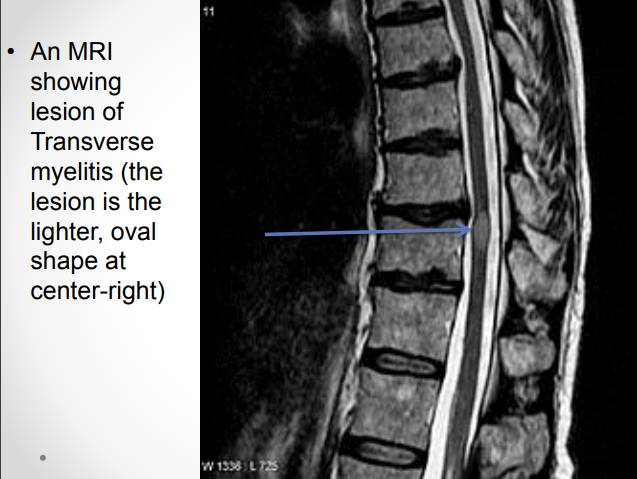 11
• An MRI
showing
lesion of
Transverse
myelitis (the
lesion is the
lighter, oval
shape at
center-right)
W 1336 : L 725